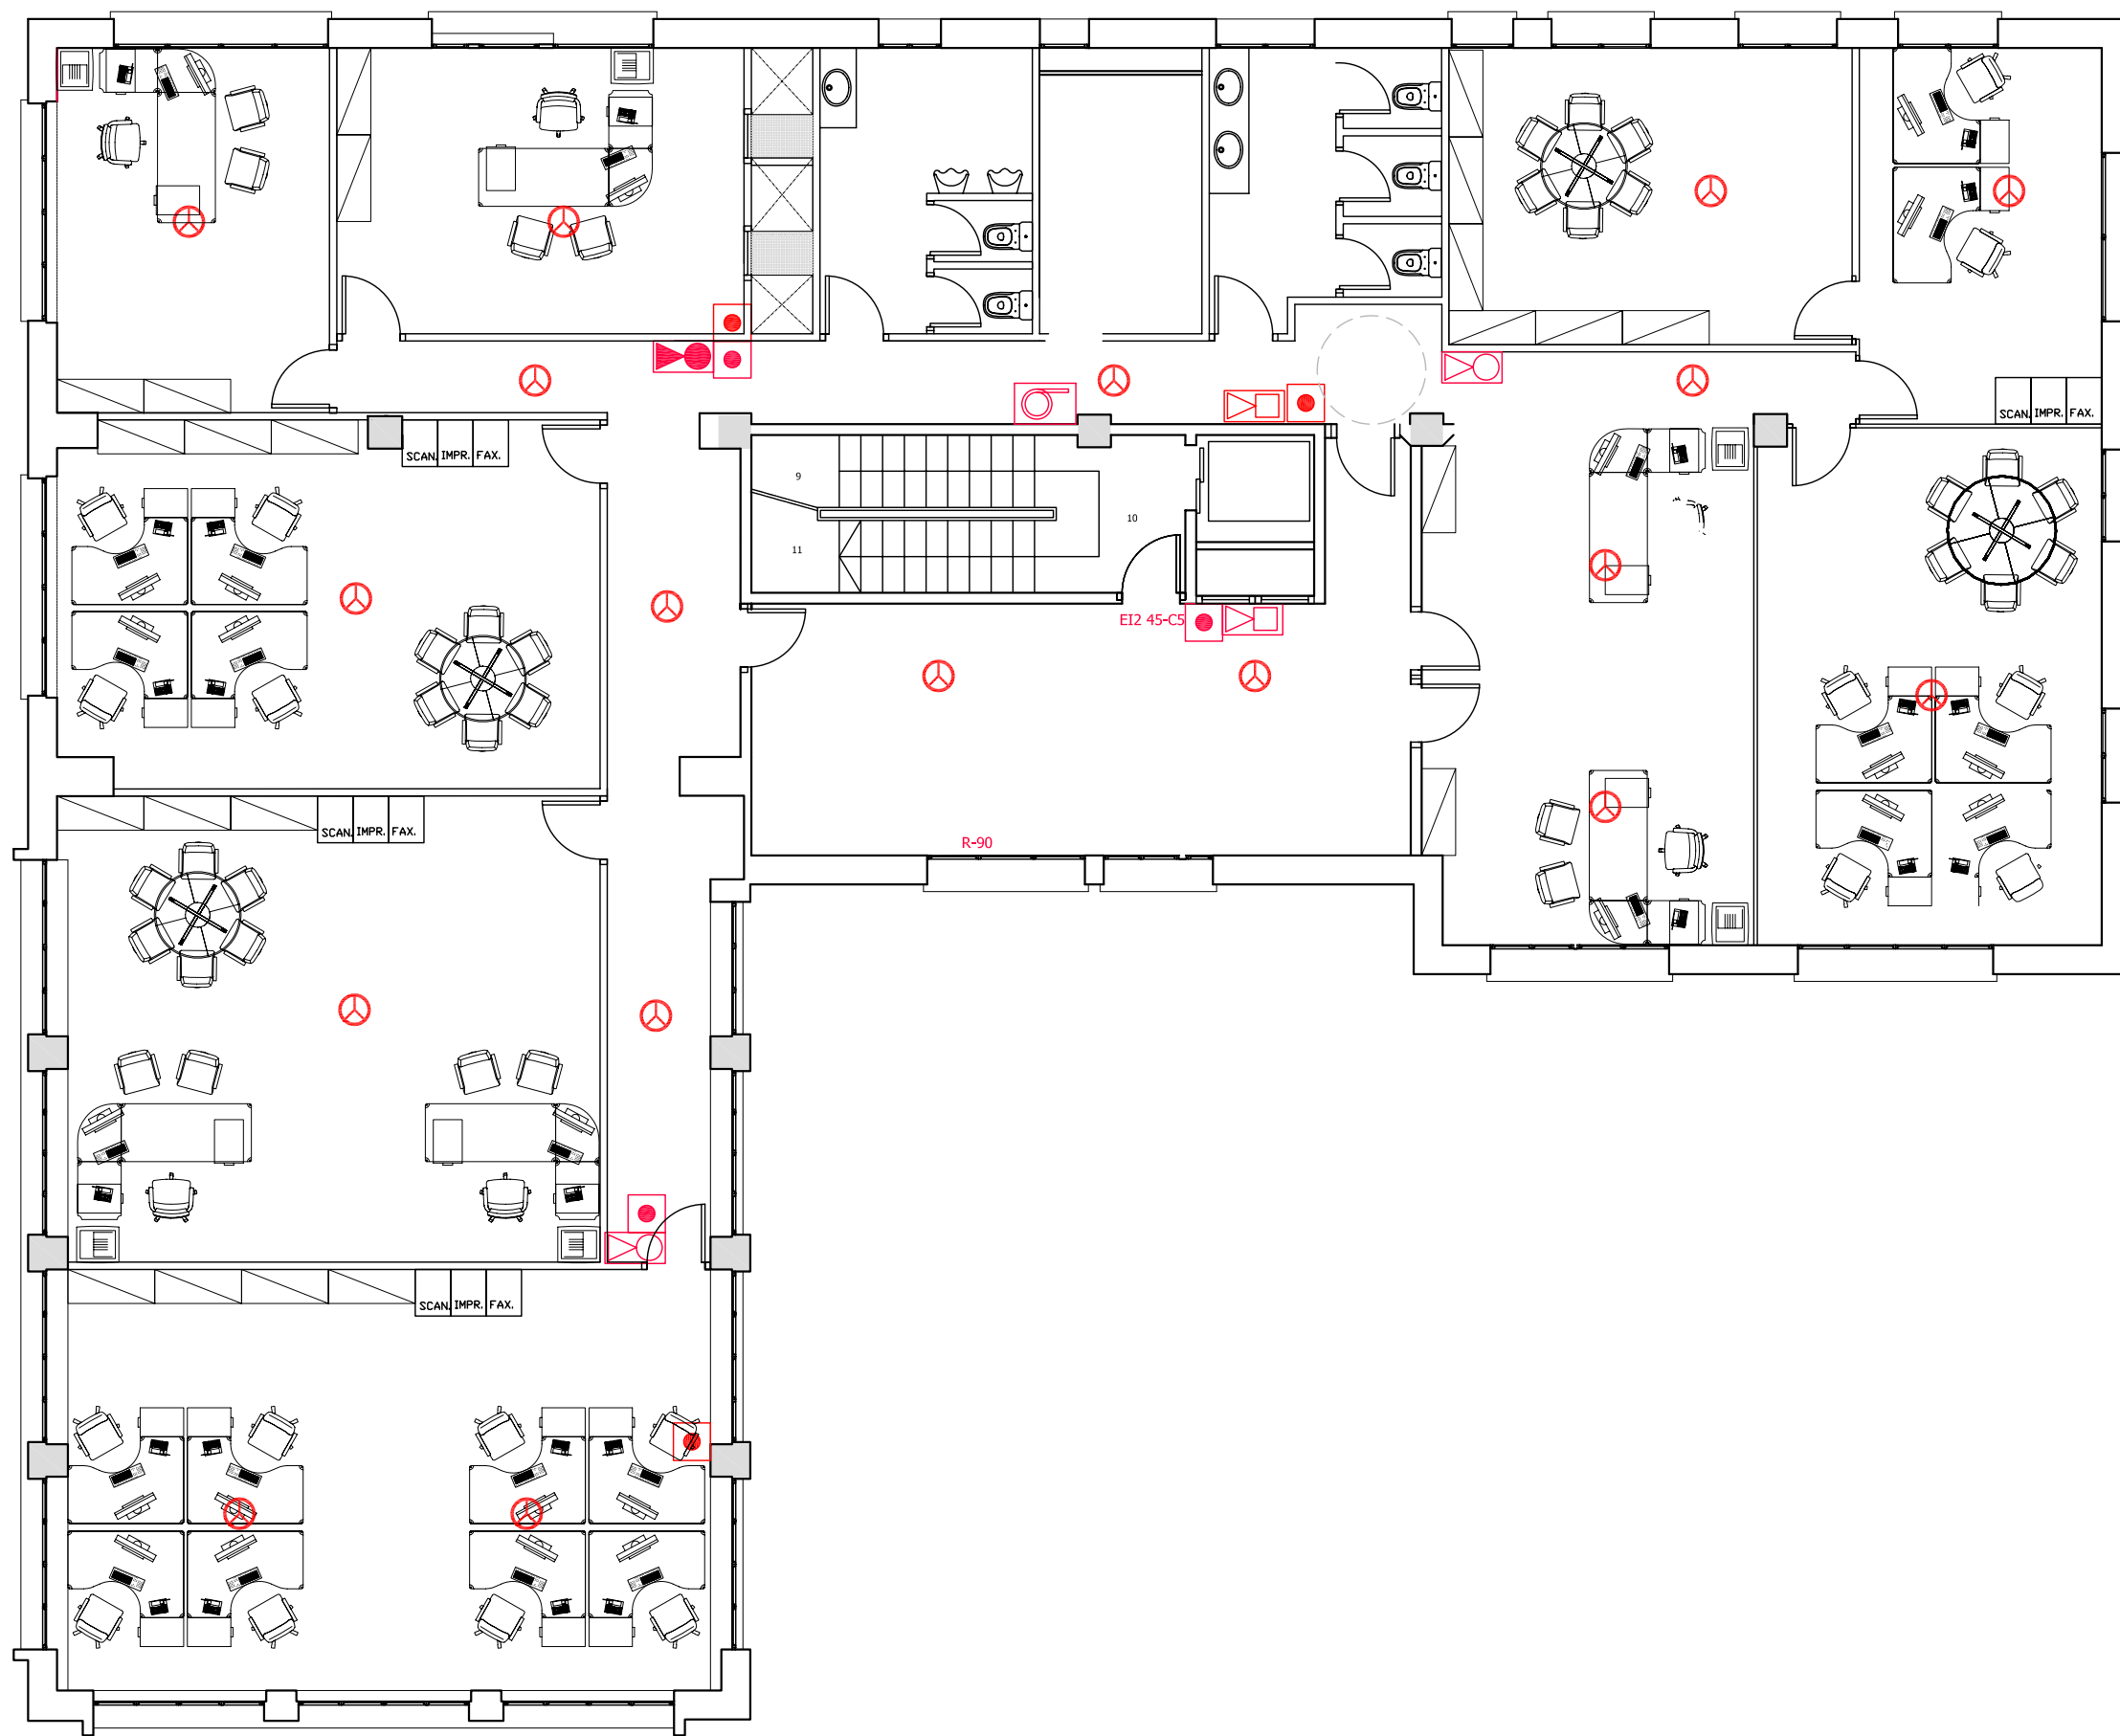 SCAN. IMPR. FAX.
SCAN. IMPR. FAX.
9
10
11
EI2 45-C5
SCAN. IMPR. FAX.
R-90
SCAN. IMPR. FAX.